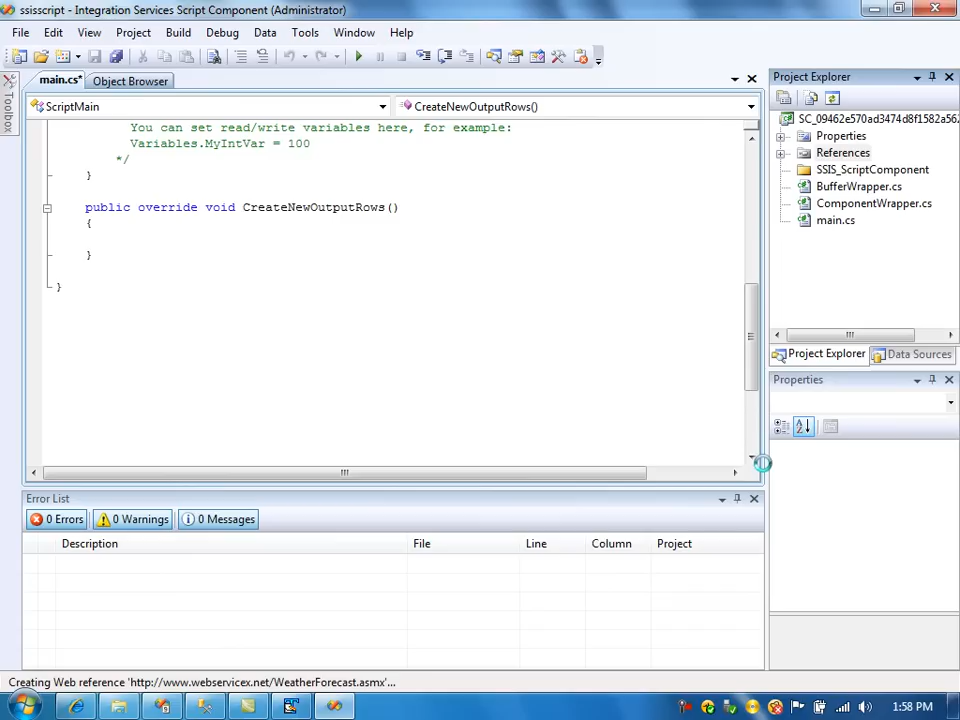 ssisscript - Integration Services Script Component (Administrator)
File Edit View Project Build Debug Data Tools Window Help
main.cs* Object Browser
Toolbox
ScriptMain CreateNewOutputRows()
You can set read/write variables here, for example:
Variables.MyIntVar = 100
*/
}
public override void CreateNewOutputRows()
{
}
}
Project Explorer
SC_09462e570ad3474d8f1582a562
Properties
References
SSIS_ScriptComponent
BufferWrapper.cs
ComponentWrapper.cs
main.cs
Project Explorer Data Sources
Properties
Error List
0 Errors 0 Warnings 0 Messages
Description File Line Column Project
Creating Web reference 'http://www.webservicex.net/WeatherForecast.asmx'...
1:58 PM